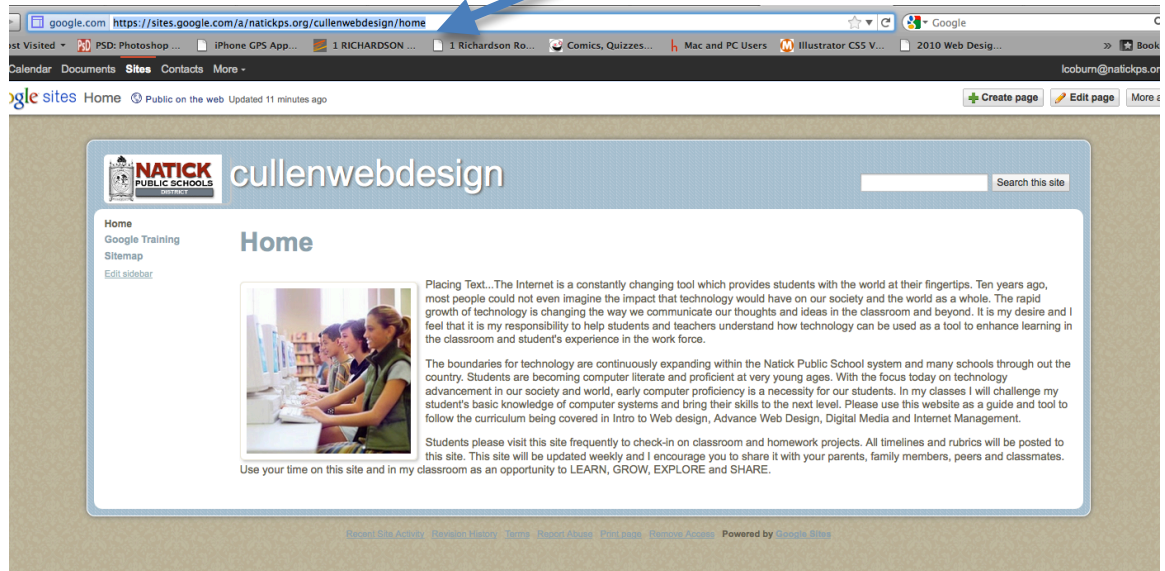 google.com https://sites.google.com/a/natickps.org/cullenwebdesign/home
Google
Visited PSD: Photoshop ... iPhone GPS App... 1 RICHARDSON ... 1 Richardson Ro... Comics, Quizzes... Mac and PC Users Illustrator CS5 V... 2010 Web Desig... » Book
Calendar Documents Sites Contacts More
lcoburn@natickps.or
sites Home Public on the web Updated 11 minutes ago
Create page Edit page More a
NATICK
PUBLIC SCHOOLS
DISTRICT
cullenwebdesign
Search this site
Home
Google Training
Sitemap
Edit sidebar
Home
Placing Text...The Internet is a constantly changing tool which provides students with the world at their fingertips. Ten years ago,
most people could not even imagine the impact that technology would have on our society and the world as a whole. The rapid
growth of technology is changing the way we communicate our thoughts and ideas in the classroom and beyond. It is my desire and I
feel that it is my responsibility to help students and teachers understand how technology can be used as a tool to enhance learning in
the classroom and student's experience in the work force.
The boundaries for technology are continuously expanding within the Natick Public School system and many schools through out the
country. Students are becoming computer literate and proficient at very young ages. With the focus today on technology
advancement in our society and world, early computer proficiency is a necessity for our students. In my classes I will challenge my
student's basic knowledge of computer systems and bring their skills to the next level. Please use this website as a guide and tool to
follow the curriculum being covered in Intro to Web design, Advance Web Design, Digital Media and Internet Management.
Students please visit this site frequently to check-in on classroom and homework projects. All timelines and rubrics will be posted to
this site. This site will be updated weekly and I encourage you to share it with your parents, family members, peers and classmates.
Use your time on this site and in my classroom as an opportunity to LEARN, GROW, EXPLORE and SHARE.
Recent Site Activity Revision History Terms Report Abuse Print page Remove Access Powered by Google Sites